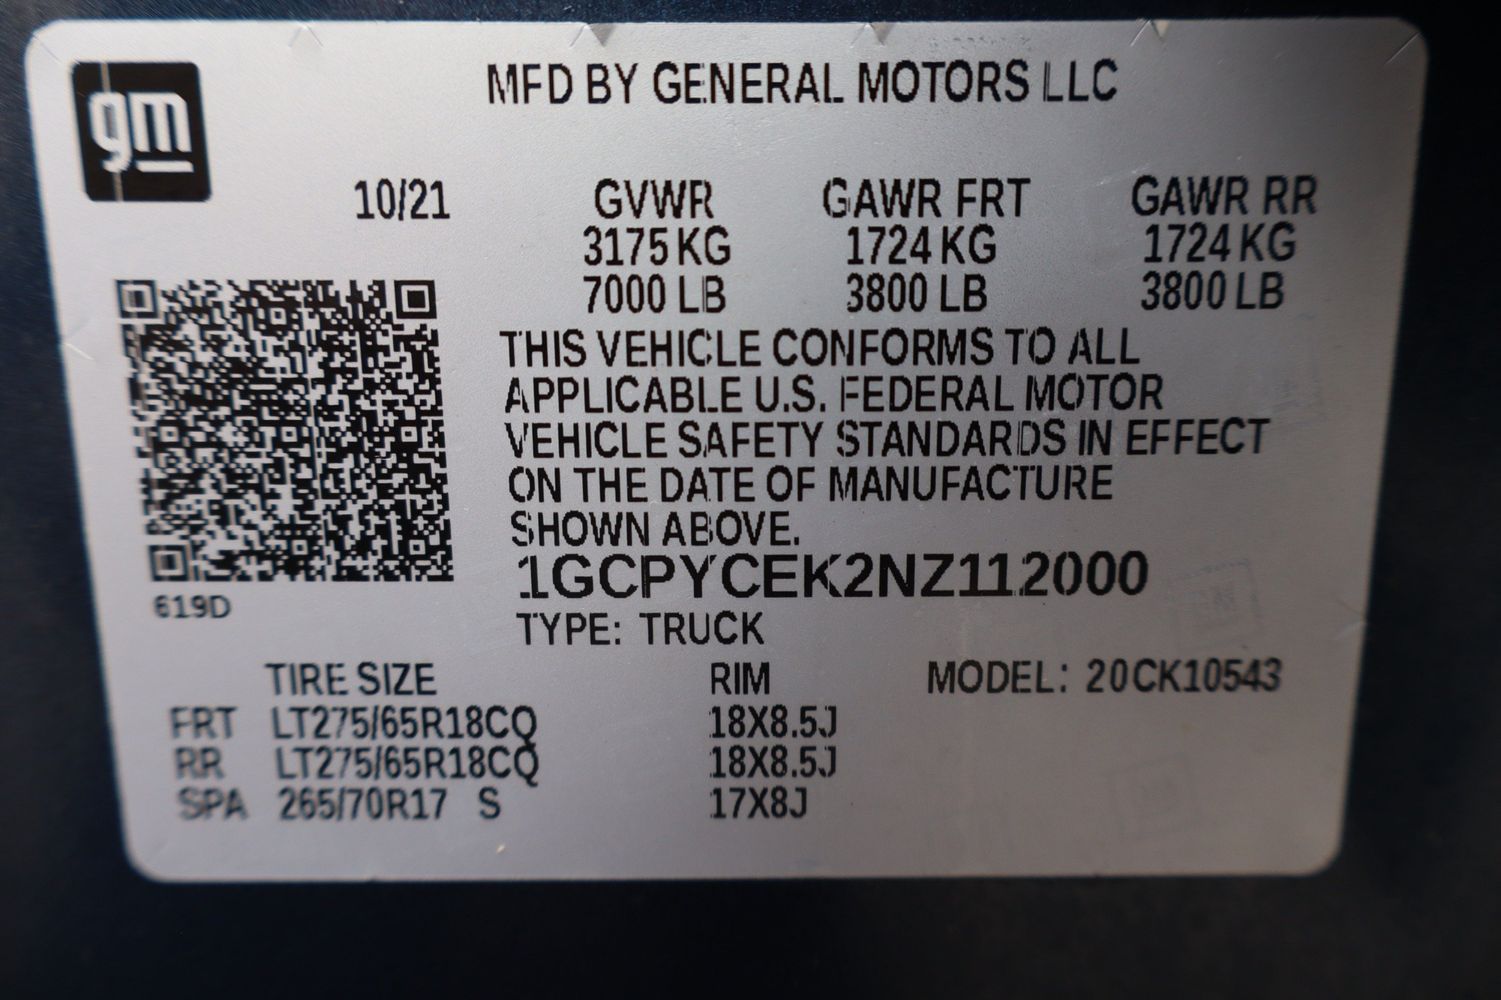 gm
MFD BY GENERAL MOTORS LLC
10/21 GVWR GAWR FRT GAWR RR
3175 KG 1724 KG 1724 KG
7000 LB 3800 LB 3800 LB
THIS VEHICLE CONFORMS TO ALL
APPLICABLE U.S. FEDERAL MOTOR
VEHICLE SAFETY STANDARDS IN EFFECT
ON THE DATE OF MANUFACTURE
SHOWN ABOVE.
1GCPYCEK2NZ112000
619D
TYPE: TRUCK
TIRE SIZE RIM MODEL: 20CK10543
FRT LT275/65R18CQ 18X8.5J
RR LT275/65R18CQ 18X8.5J
SPA 265/70R17 S 17X8J